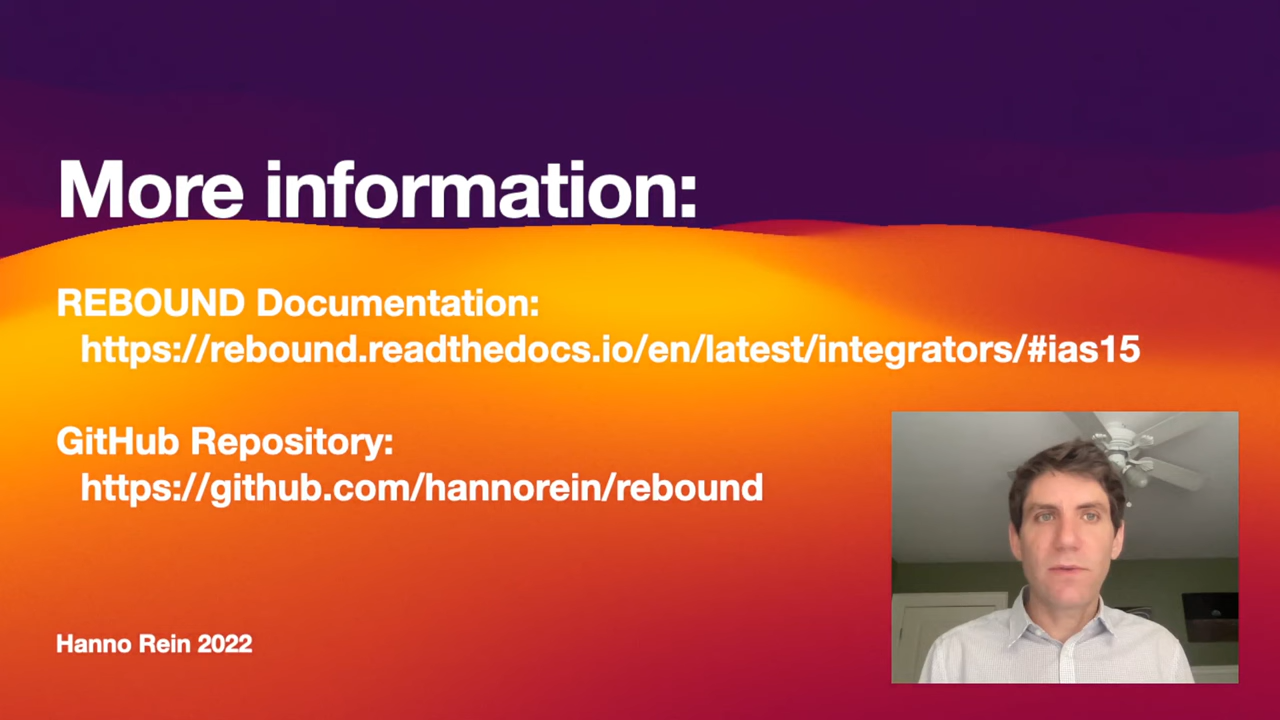 More information:
REBOUND Documentation:
https://rebound.readthedocs.io/en/latest/integrators/#ias15
GitHub Repository:
https://github.com/hannorein/rebound
Hanno Rein 2022